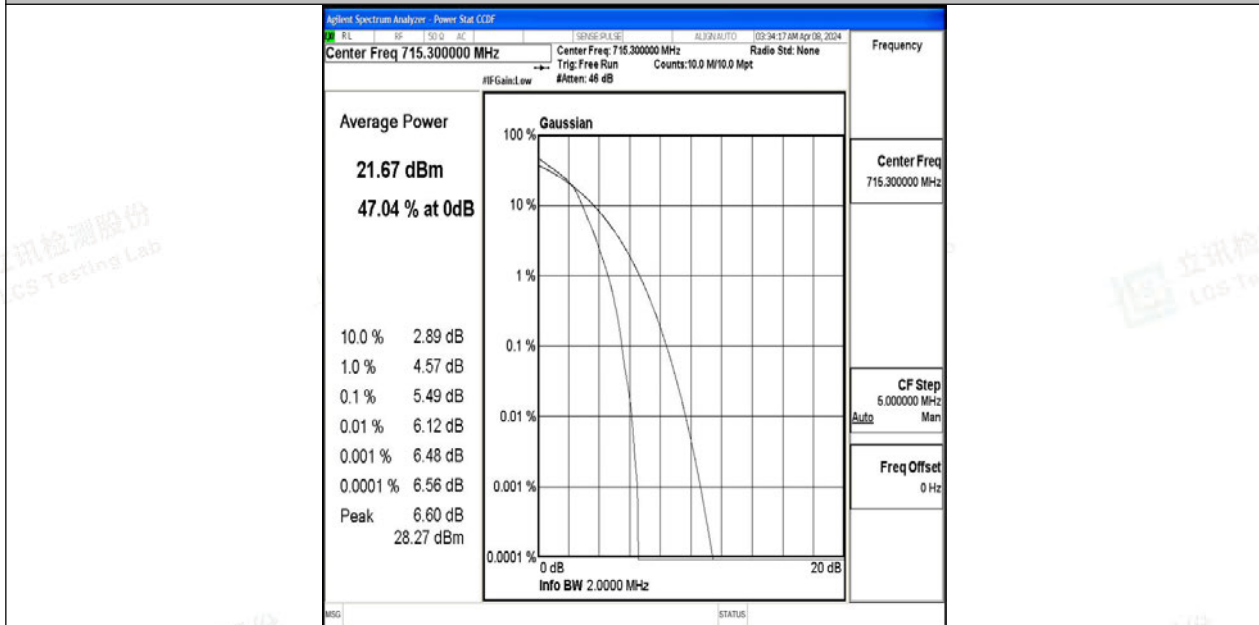 Agilent Spectrum Analyzer - Power Stat CCDF
RL RF 50 Ω AC SENSE:PULSE ALIGN AUTO 03:34:17 AM Apr 08, 2024
Center Freq 715.300000 MHz
Center Freq: 715.300000 MHz Radio Std: None
Trig: Free Run Counts:10.0 M/10.0 Mpt
#IFGain:Low #Atten: 46 dB
Frequency
Average Power
21.67 dBm
47.04 % at 0dB
10.0 % 2.89 dB
1.0 % 4.57 dB
0.1 % 5.49 dB
0.01 % 6.12 dB
0.001 % 6.48 dB
0.0001 % 6.56 dB
Peak 6.60 dB
28.27 dBm
Gaussian
100 %
10 %
1 %
0.1 %
0.01 %
0.001 %
0.0001 %
0 dB 20 dB
Info BW 2.0000 MHz
Center Freq
715.300000 MHz
CF Step
5.000000 MHz
Auto Man
Freq Offset
0 Hz
MSG STATUS
立讯检测股份
LCS Testing Lab
立讯检
LCS Te